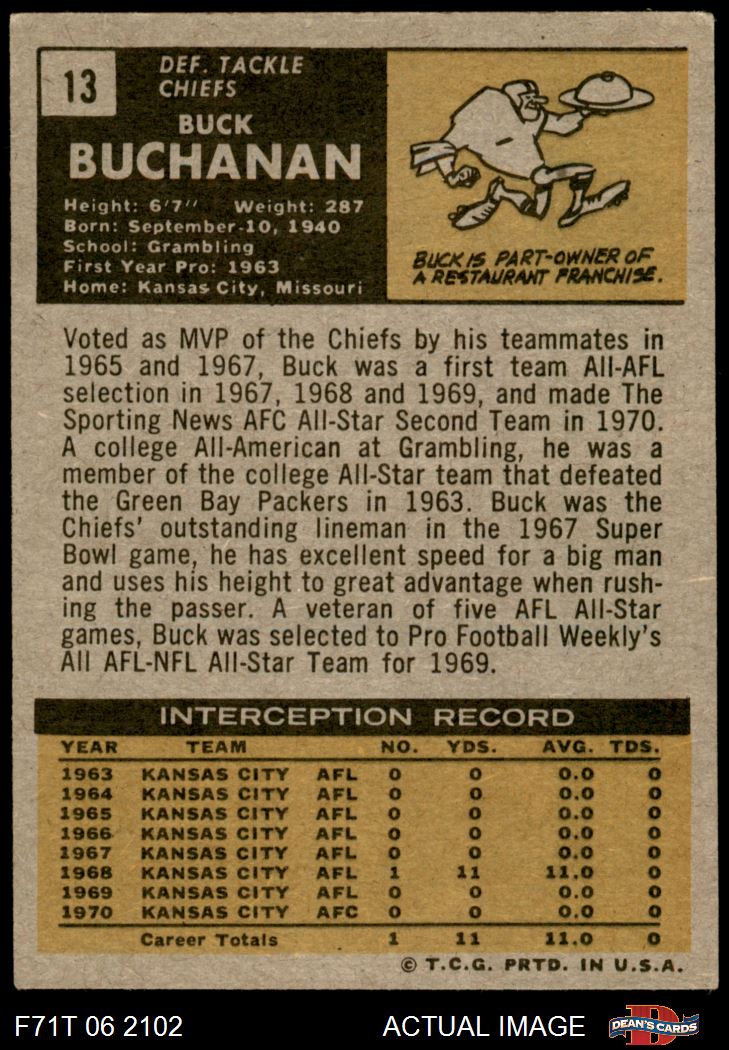 13
DEF. TACKLE
CHIEFS
BUCK
BUCHANAN
Height: 6'7" Weight: 287
Born: September-10, 1940
School: Grambling
First Year Pro: 1963
Home: Kansas City, Missouri
BUCK IS PART-OWNER OF
A RESTAURANT FRANCHISE.
Voted as MVP of the Chiefs by his teammates in
1965 and 1967, Buck was a first team All-AFL
selection in 1967, 1968 and 1969, and made The
Sporting News AFC All-Star Second Team in 1970.
A college All-American at Grambling, he was a
member of the college All-Star team that defeated
the Green Bay Packers in 1963. Buck was the
Chiefs' outstanding lineman in the 1967 Super
Bowl game, he has excellent speed for a big man
and uses his height to great advantage when rush-
ing the passer. A veteran of five AFL All-Star
games, Buck was selected to Pro Football Weekly's
All AFL-NFL All-Star Team for 1969.
INTERCEPTION RECORD
YEAR TEAM NO. YDS. AVG. TDS.
1963 KANSAS CITY AFL 0 0 0.0 0
1964 KANSAS CITY AFL 0 0 0.0 0
1965 KANSAS CITY AFL 0 0 0.0 0
1966 KANSAS CITY AFL 0 0 0.0 0
1967 KANSAS CITY AFL 0 0 0.0 0
1968 KANSAS CITY AFL 1 11 11.0 0
1969 KANSAS CITY AFL 0 0 0.0 0
1970 KANSAS CITY AFC 0 0 0.0 0
Career Totals 1 11 11.0 0
© T.C.G. PRTD. IN U.S.A.
F71T 06 2102 ACTUAL IMAGE D DEAN'S CARDS